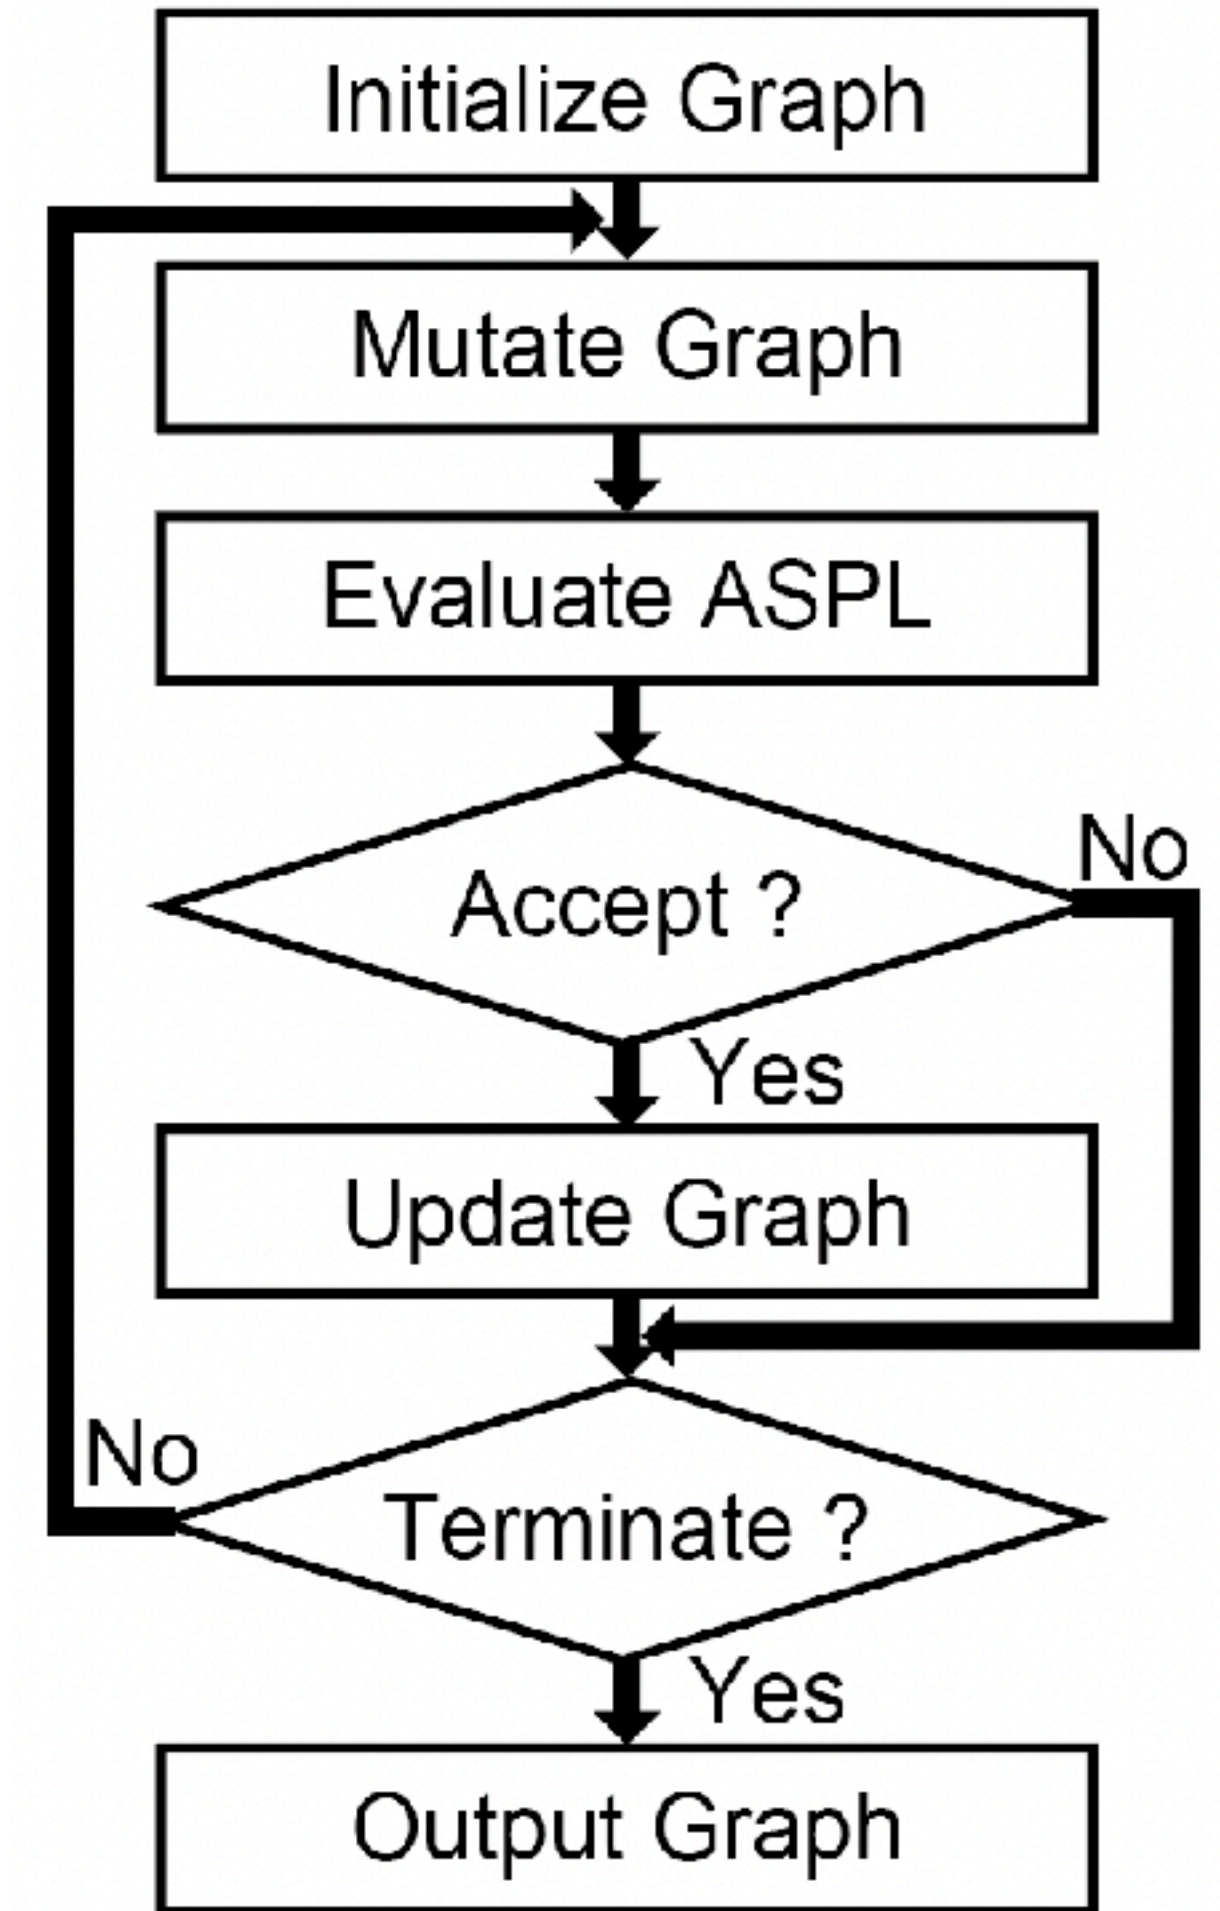 Initialize Graph
Mutate Graph
Evaluate ASPL
Accept ?
No
Yes
Update Graph
No
Terminate ?
Yes
Output Graph